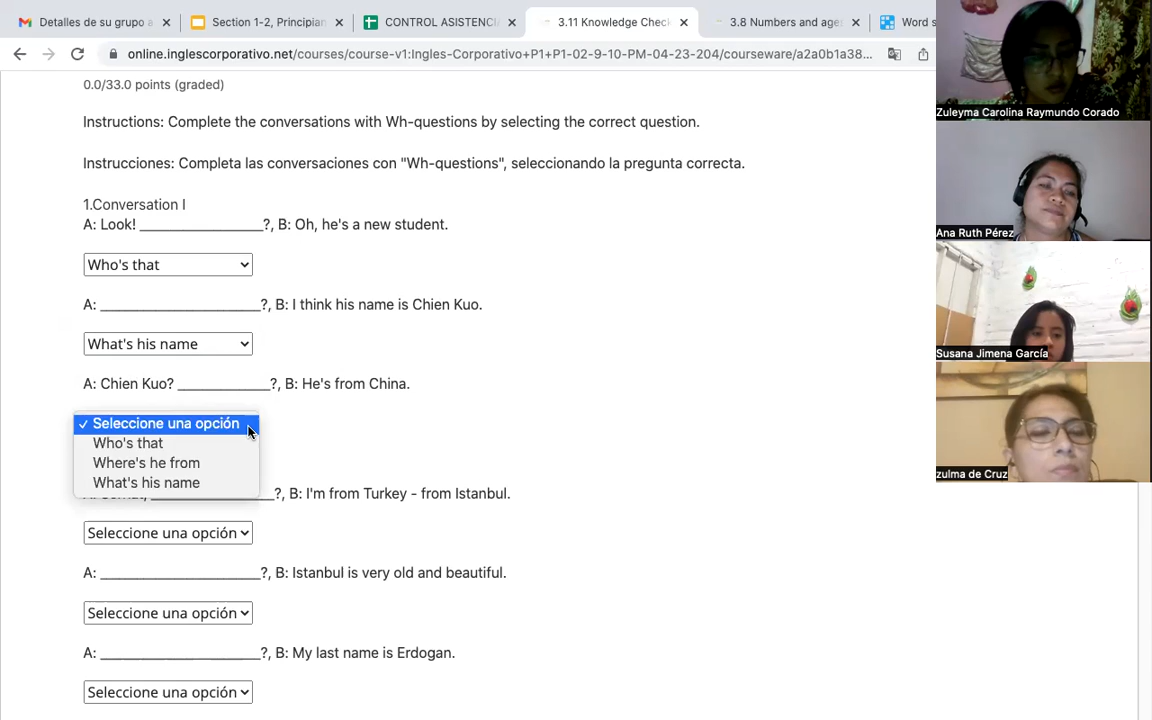 Detalles de su grupo a
Section 1-2, Principian
CONTROL ASISTENCI
3.11 Knowledge Chec
3.8 Numbers and ages
Word s
online.inglescorporativo.net/courses/course-v1:Ingles-Corporativo+P1+P1-02-9-10-PM-04-23-204/courseware/a2a0b1a38...
0.0/33.0 points (graded)
Instructions: Complete the conversations with Wh-questions by selecting the correct question.
Instrucciones: Completa las conversaciones con "Wh-questions", seleccionando la pregunta correcta.
1.Conversation I
A: Look! ________________?, B: Oh, he's a new student.
Who's that
A: _____________________?, B: I think his name is Chien Kuo.
What's his name
A: Chien Kuo? ____________?, B: He's from China.
Seleccione una opción
Who's that
Where's he from
What's his name
________________?, B: I'm from Turkey - from Istanbul.
Seleccione una opción
A: _____________________?, B: Istanbul is very old and beautiful.
Seleccione una opción
A: _____________________?, B: My last name is Erdogan.
Seleccione una opción
Zuleyma Carolina Raymundo Corado
Ana Ruth Pérez
Susana Jimena García
zulma de Cruz